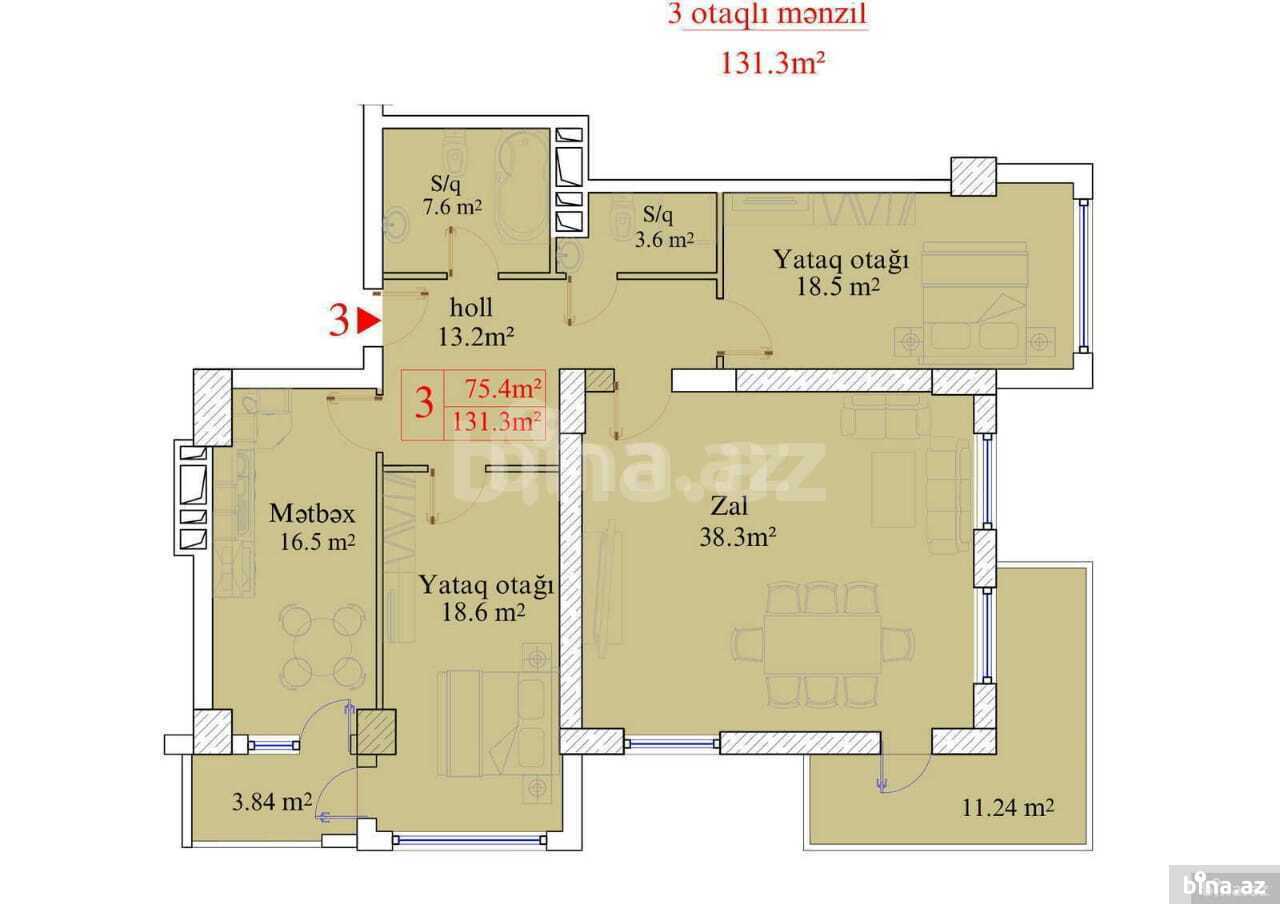 3 otaqlı mənzil
131.3m²
S/q
7.6 m²
S/q
3.6 m²
Yataq otağı
18.5 m²
3
holl
13.2m²
3
75.4m²
131.3m²
bina.az
Mətbəx
16.5 m²
Zal
38.3m²
Yataq otağı
18.6 m²
3.84 m²
11.24 m²
bina.az